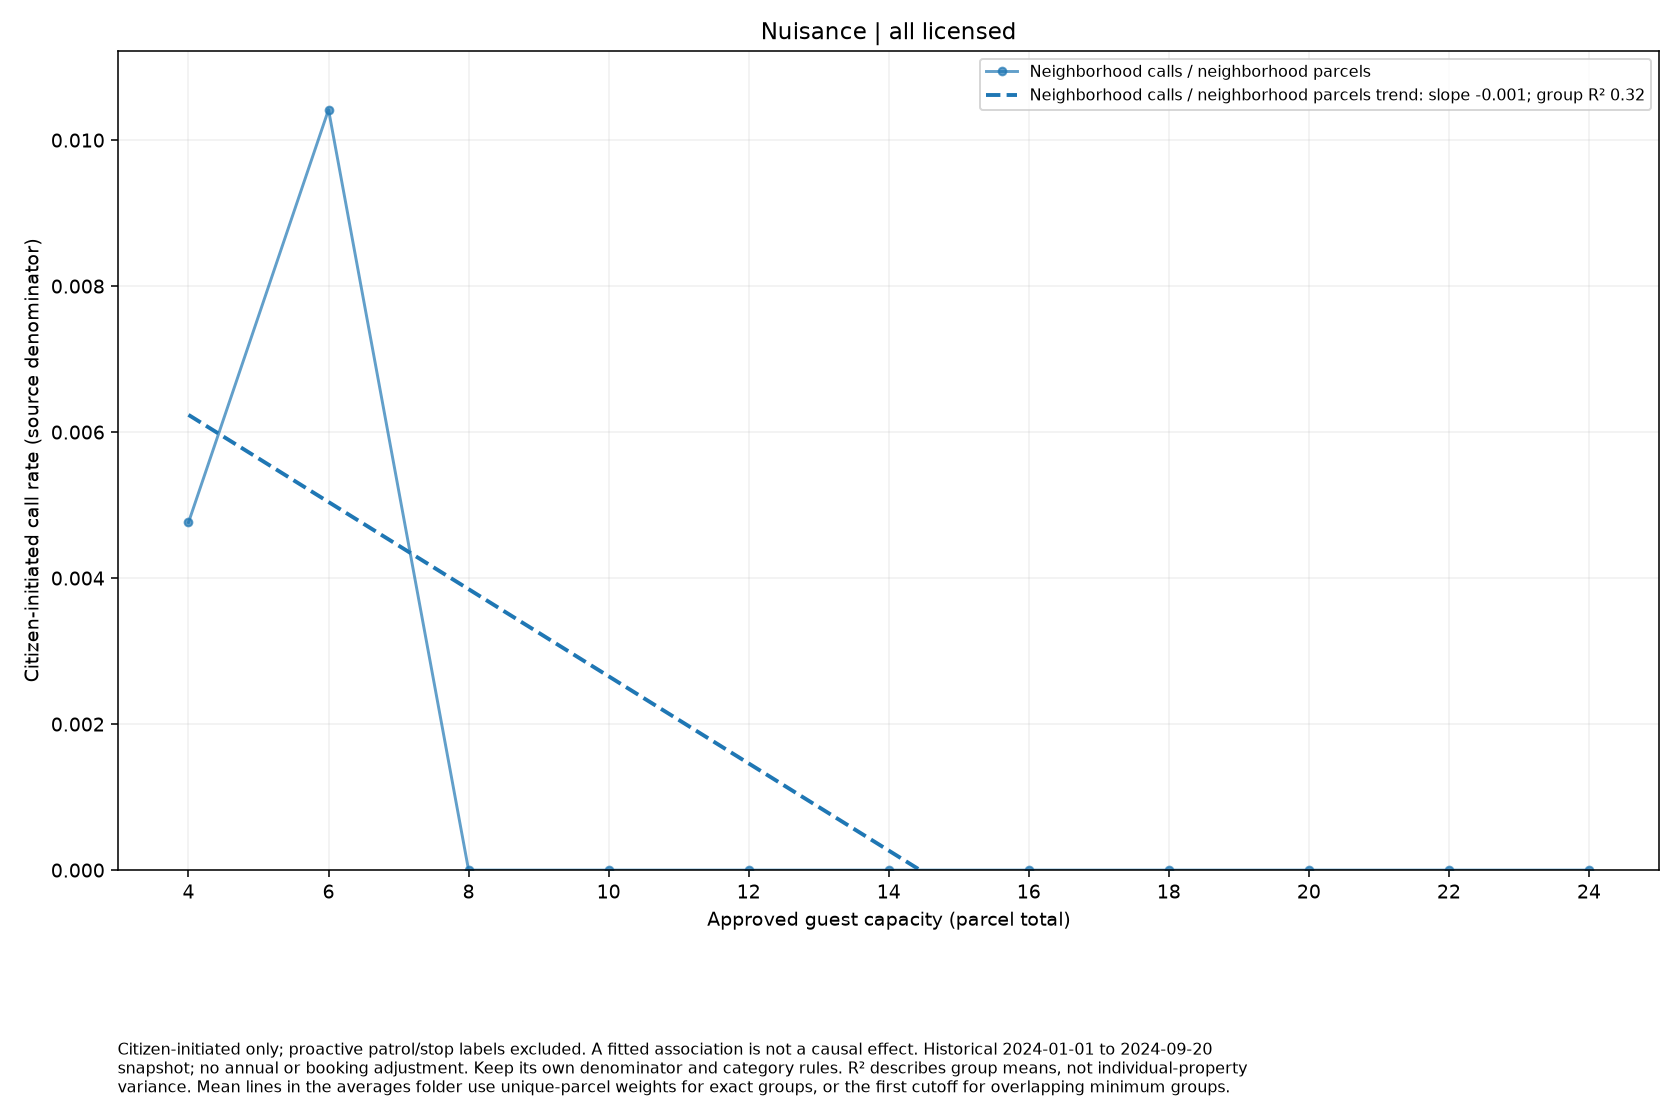 Nuisance | all licensed
Neighborhood calls / neighborhood parcels
Neighborhood calls / neighborhood parcels trend: slope -0.001; group R² 0.32
Citizen-initiated call rate (source denominator)
0.010
0.008
0.006
0.004
0.002
0.000
4 6 8 10 12 14 16 18 20 22 24
Approved guest capacity (parcel total)
Citizen-initiated only; proactive patrol/stop labels excluded. A fitted association is not a causal effect. Historical 2024-01-01 to 2024-09-20
snapshot; no annual or booking adjustment. Keep its own denominator and category rules. R² describes group means, not individual-property
variance. Mean lines in the averages folder use unique-parcel weights for exact groups, or the first cutoff for overlapping minimum groups.